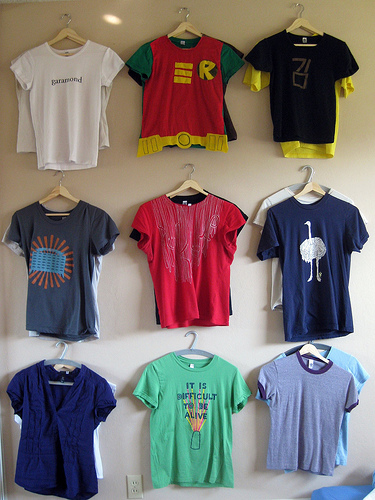 garamond
R
IT IS
DIFFICULT
TO BE
ALIVE